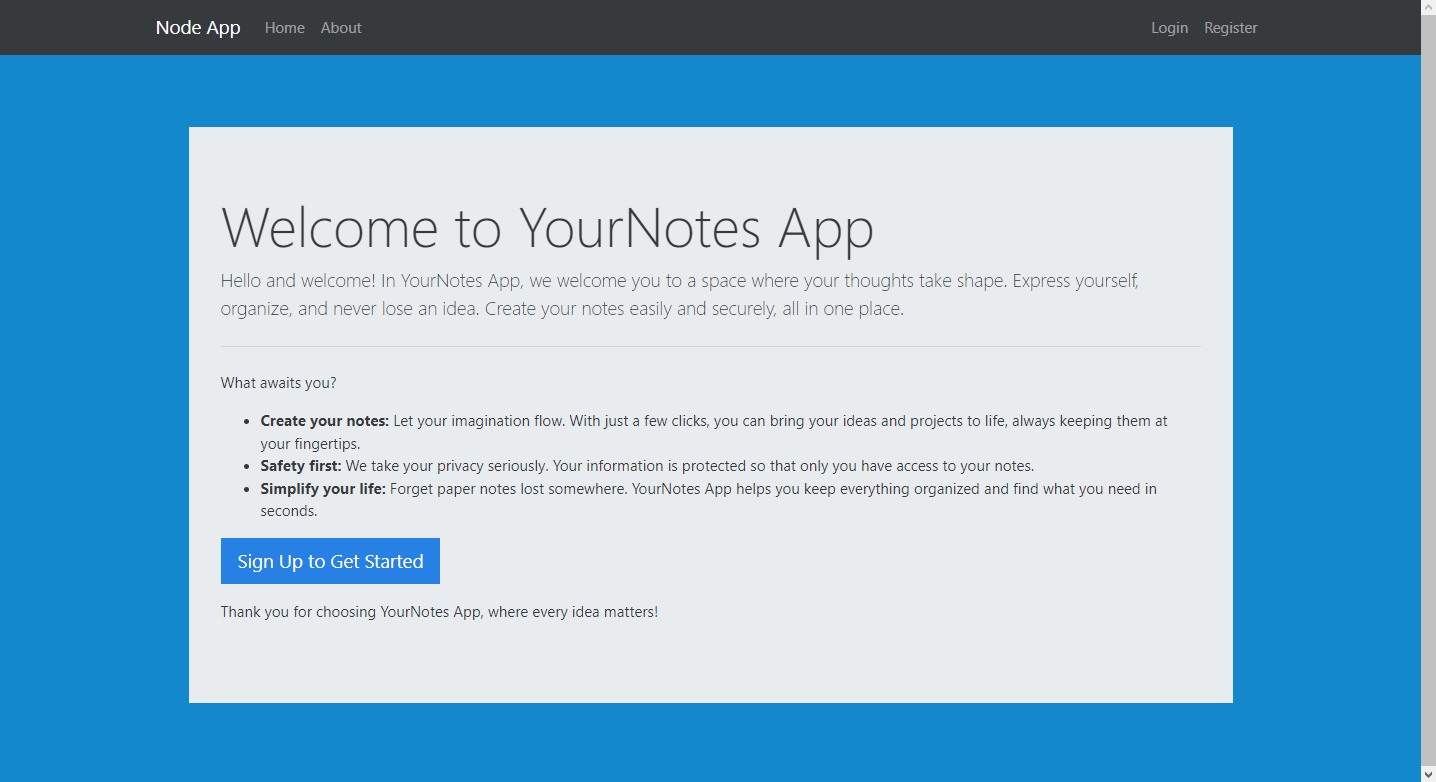 Node App Home About Login Register
Welcome to YourNotes App
Hello and welcome! In YourNotes App, we welcome you to a space where your thoughts take shape. Express yourself,
organize, and never lose an idea. Create your notes easily and securely, all in one place.
What awaits you?
• Create your notes: Let your imagination flow. With just a few clicks, you can bring your ideas and projects to life, always keeping them at
your fingertips.
• Safety first: We take your privacy seriously. Your information is protected so that only you have access to your notes.
• Simplify your life: Forget paper notes lost somewhere. YourNotes App helps you keep everything organized and find what you need in
seconds.
Sign Up to Get Started
Thank you for choosing YourNotes App, where every idea matters!